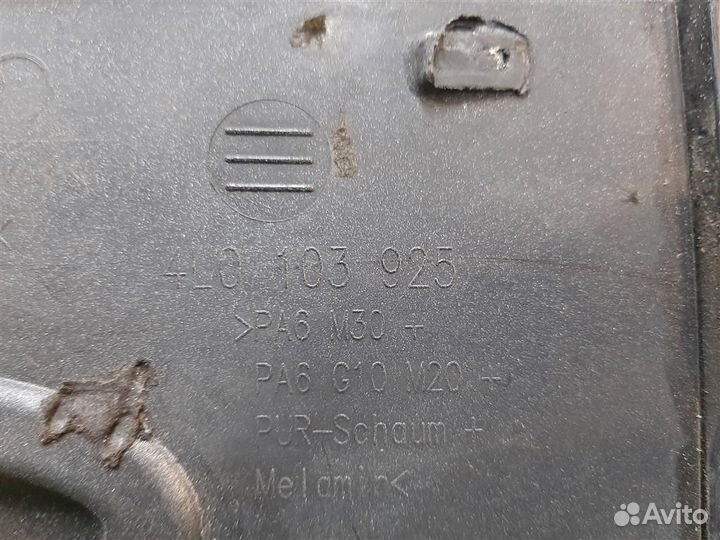 4L0 103 925
>PA6 M30 +
PA6 G10 M20 +
PUR-Schaum +
Melamin<
Avito